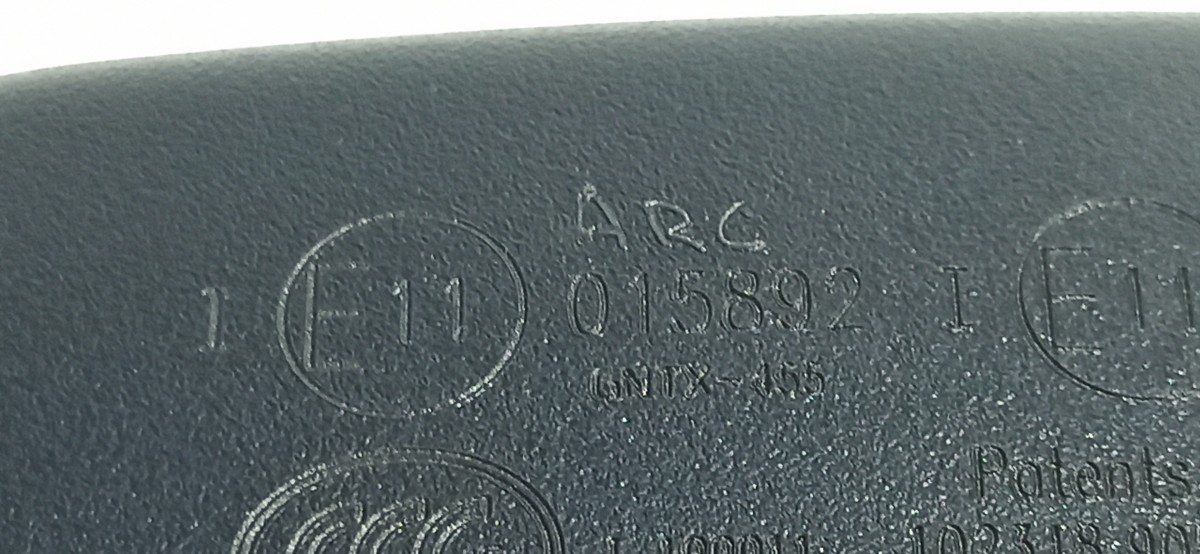 ARC
I E11 015892 I E11
GNTX-455
Patents